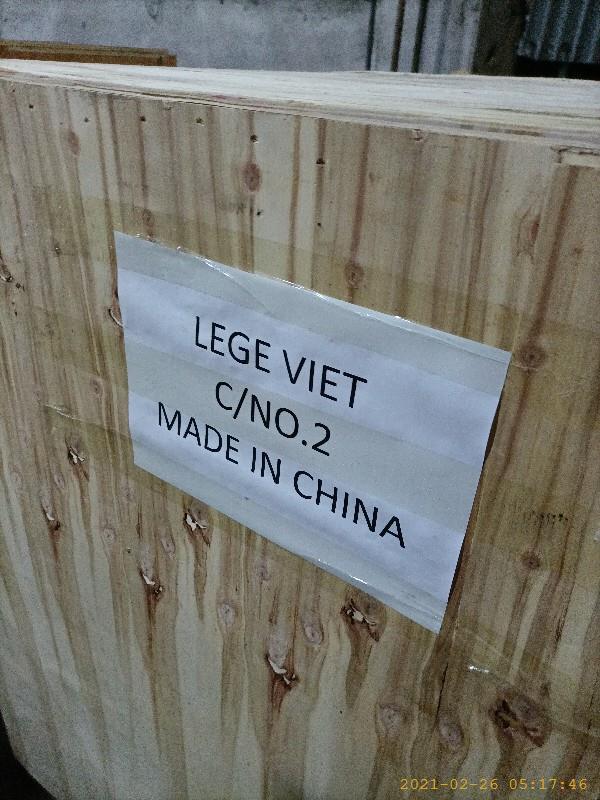 LEGE VIET
C/NO.2
MADE IN CHINA
2021-02-26 05:17:46